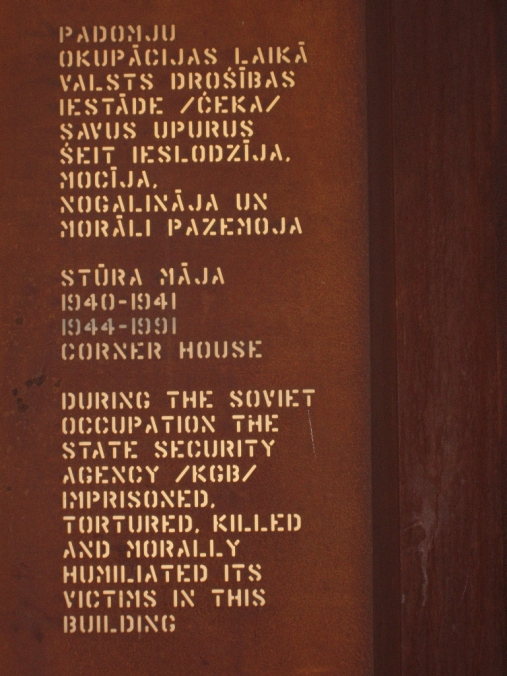 PADOMJU
OKUPĀCIJAS LAIKĀ
VALSTS DROŠĪBAS
IESTĀDE /ČEKA/
SAVUS UPURUS
ŠEIT IESLODZĪJA,
MOCĪJA,
NOGALINĀJA UN
MORĀLI PAZEMOJA
STŪRA MĀJA
1940-1941
1944-1991
CORNER HOUSE
DURING THE SOVIET
OCCUPATION THE
STATE SECURITY
AGENCY /KGB/
IMPRISONED,
TORTURED, KILLED
AND MORALLY
HUMILIATED ITS
VICTIMS IN THIS
BUILDING